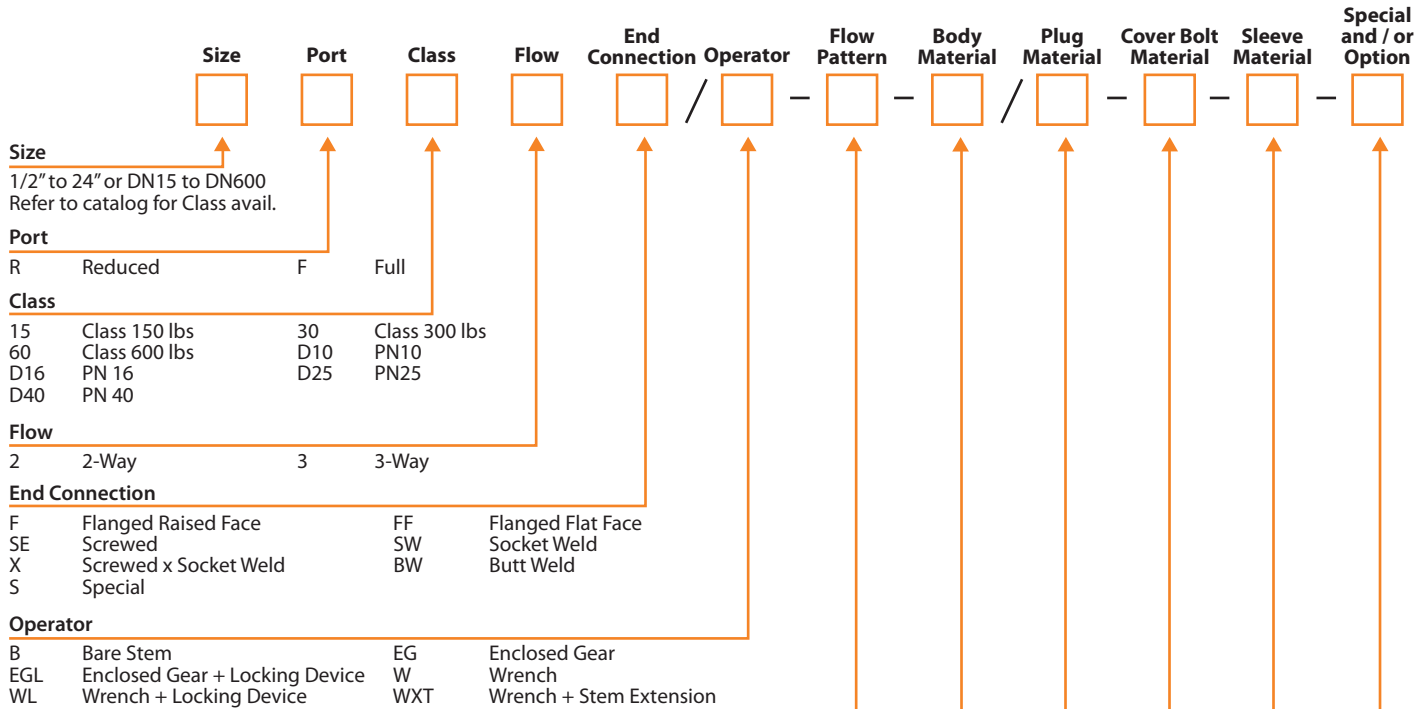 Size Port Class Flow End Connection Operator Flow Pattern Body Material Plug Material Cover Bolt Material Sleeve Material Special and / or Option
/ – – / – – –
Size
1/2" to 24" or DN15 to DN600
Refer to catalog for Class avail.
Port
R Reduced F Full
Class
15 Class 150 lbs 30 Class 300 lbs
60 Class 600 lbs D10 PN10
D16 PN 16 D25 PN25
D40 PN 40
Flow
2 2-Way 3 3-Way
End Connection
F Flanged Raised Face FF Flanged Flat Face
SE Screwed SW Socket Weld
X Screwed x Socket Weld BW Butt Weld
S Special
Operator
B Bare Stem EG Enclosed Gear
EGL Enclosed Gear + Locking Device W Wrench
WL Wrench + Locking Device WXT Wrench + Stem Extension